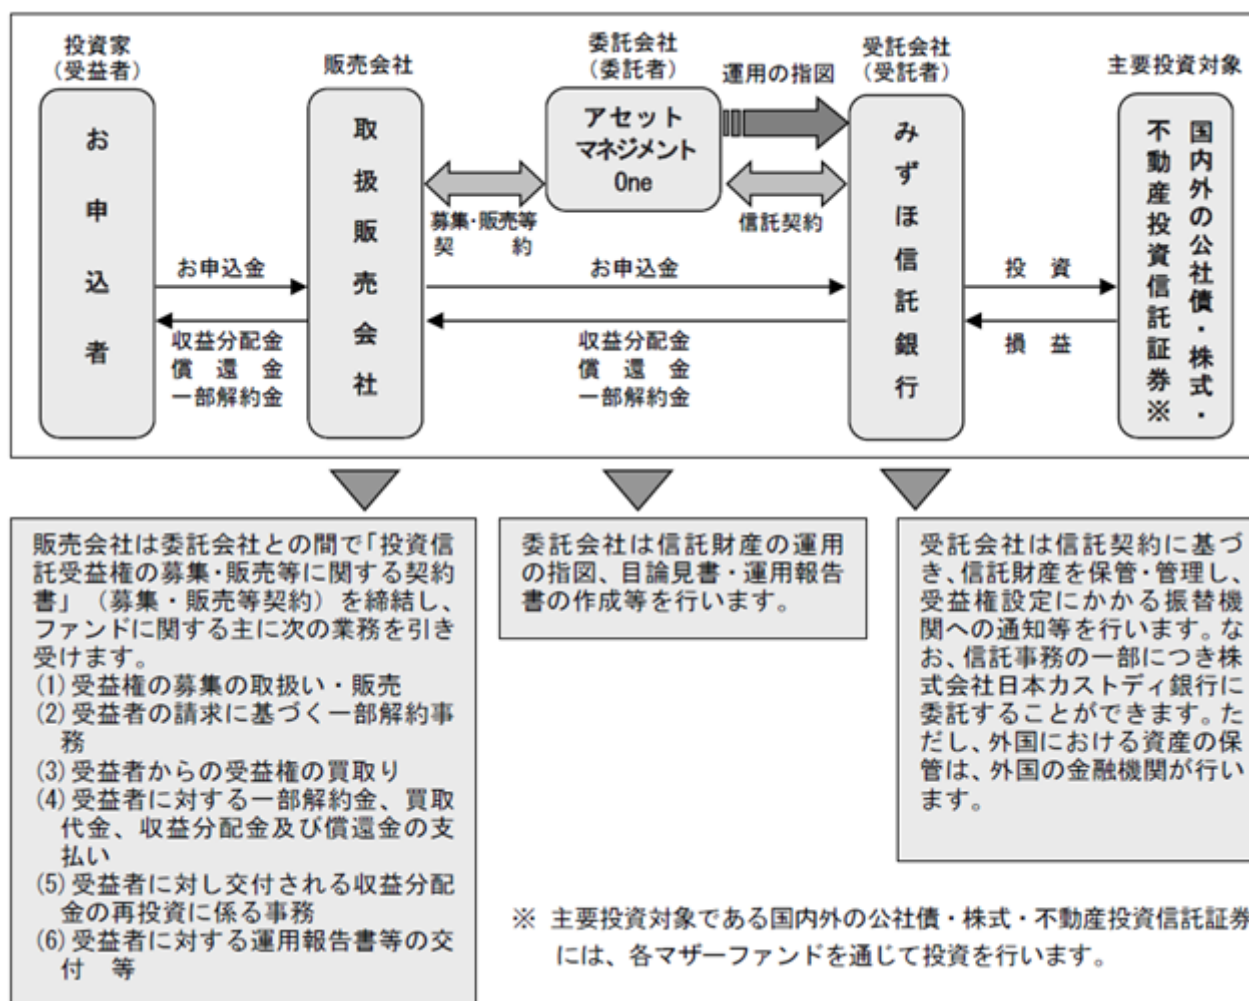 投資家
（受益者）
お申込者
販売会社
取扱販売会社
委託会社
（委託者）
アセット
マネジメント
One
運用の指図
受託会社
（受託者）
みずほ信託銀行
主要投資対象
国内外の公社債・株式・
不動産投資信託証券※
募集・販売等
契　　約
信託契約
お申込金
収益分配金
償　還　金
一部解約金
お申込金
収益分配金
償　還　金
一部解約金
投　資
損　益
販売会社は委託会社との間で「投資信
託受益権の募集・販売等に関する契約
書」（募集・販売等契約）を締結し、
ファンドに関する主に次の業務を引き
受けます。
(1)受益権の募集の取扱い・販売
(2)受益者の請求に基づく一部解約事
務
(3)受益者からの受益権の買取り
(4)受益者に対する一部解約金、買取
代金、収益分配金及び償還金の支
払い
(5)受益者に対し交付される収益分配
金の再投資に係る事務
(6)受益者に対する運用報告書等の交
付　等
委託会社は信託財産の運用
の指図、目論見書・運用報告
書の作成等を行います。
受託会社は信託契約に基づ
き、信託財産を保管・管理し、
受益権設定にかかる振替機
関への通知等を行います。な
お、信託事務の一部につき株
式会社日本カストディ銀行に
委託することができます。た
だし、外国における資産の保
管は、外国の金融機関が行い
ます。
※ 主要投資対象である国内外の公社債・株式・不動産投資信託証券
には、各マザーファンドを通じて投資を行います。